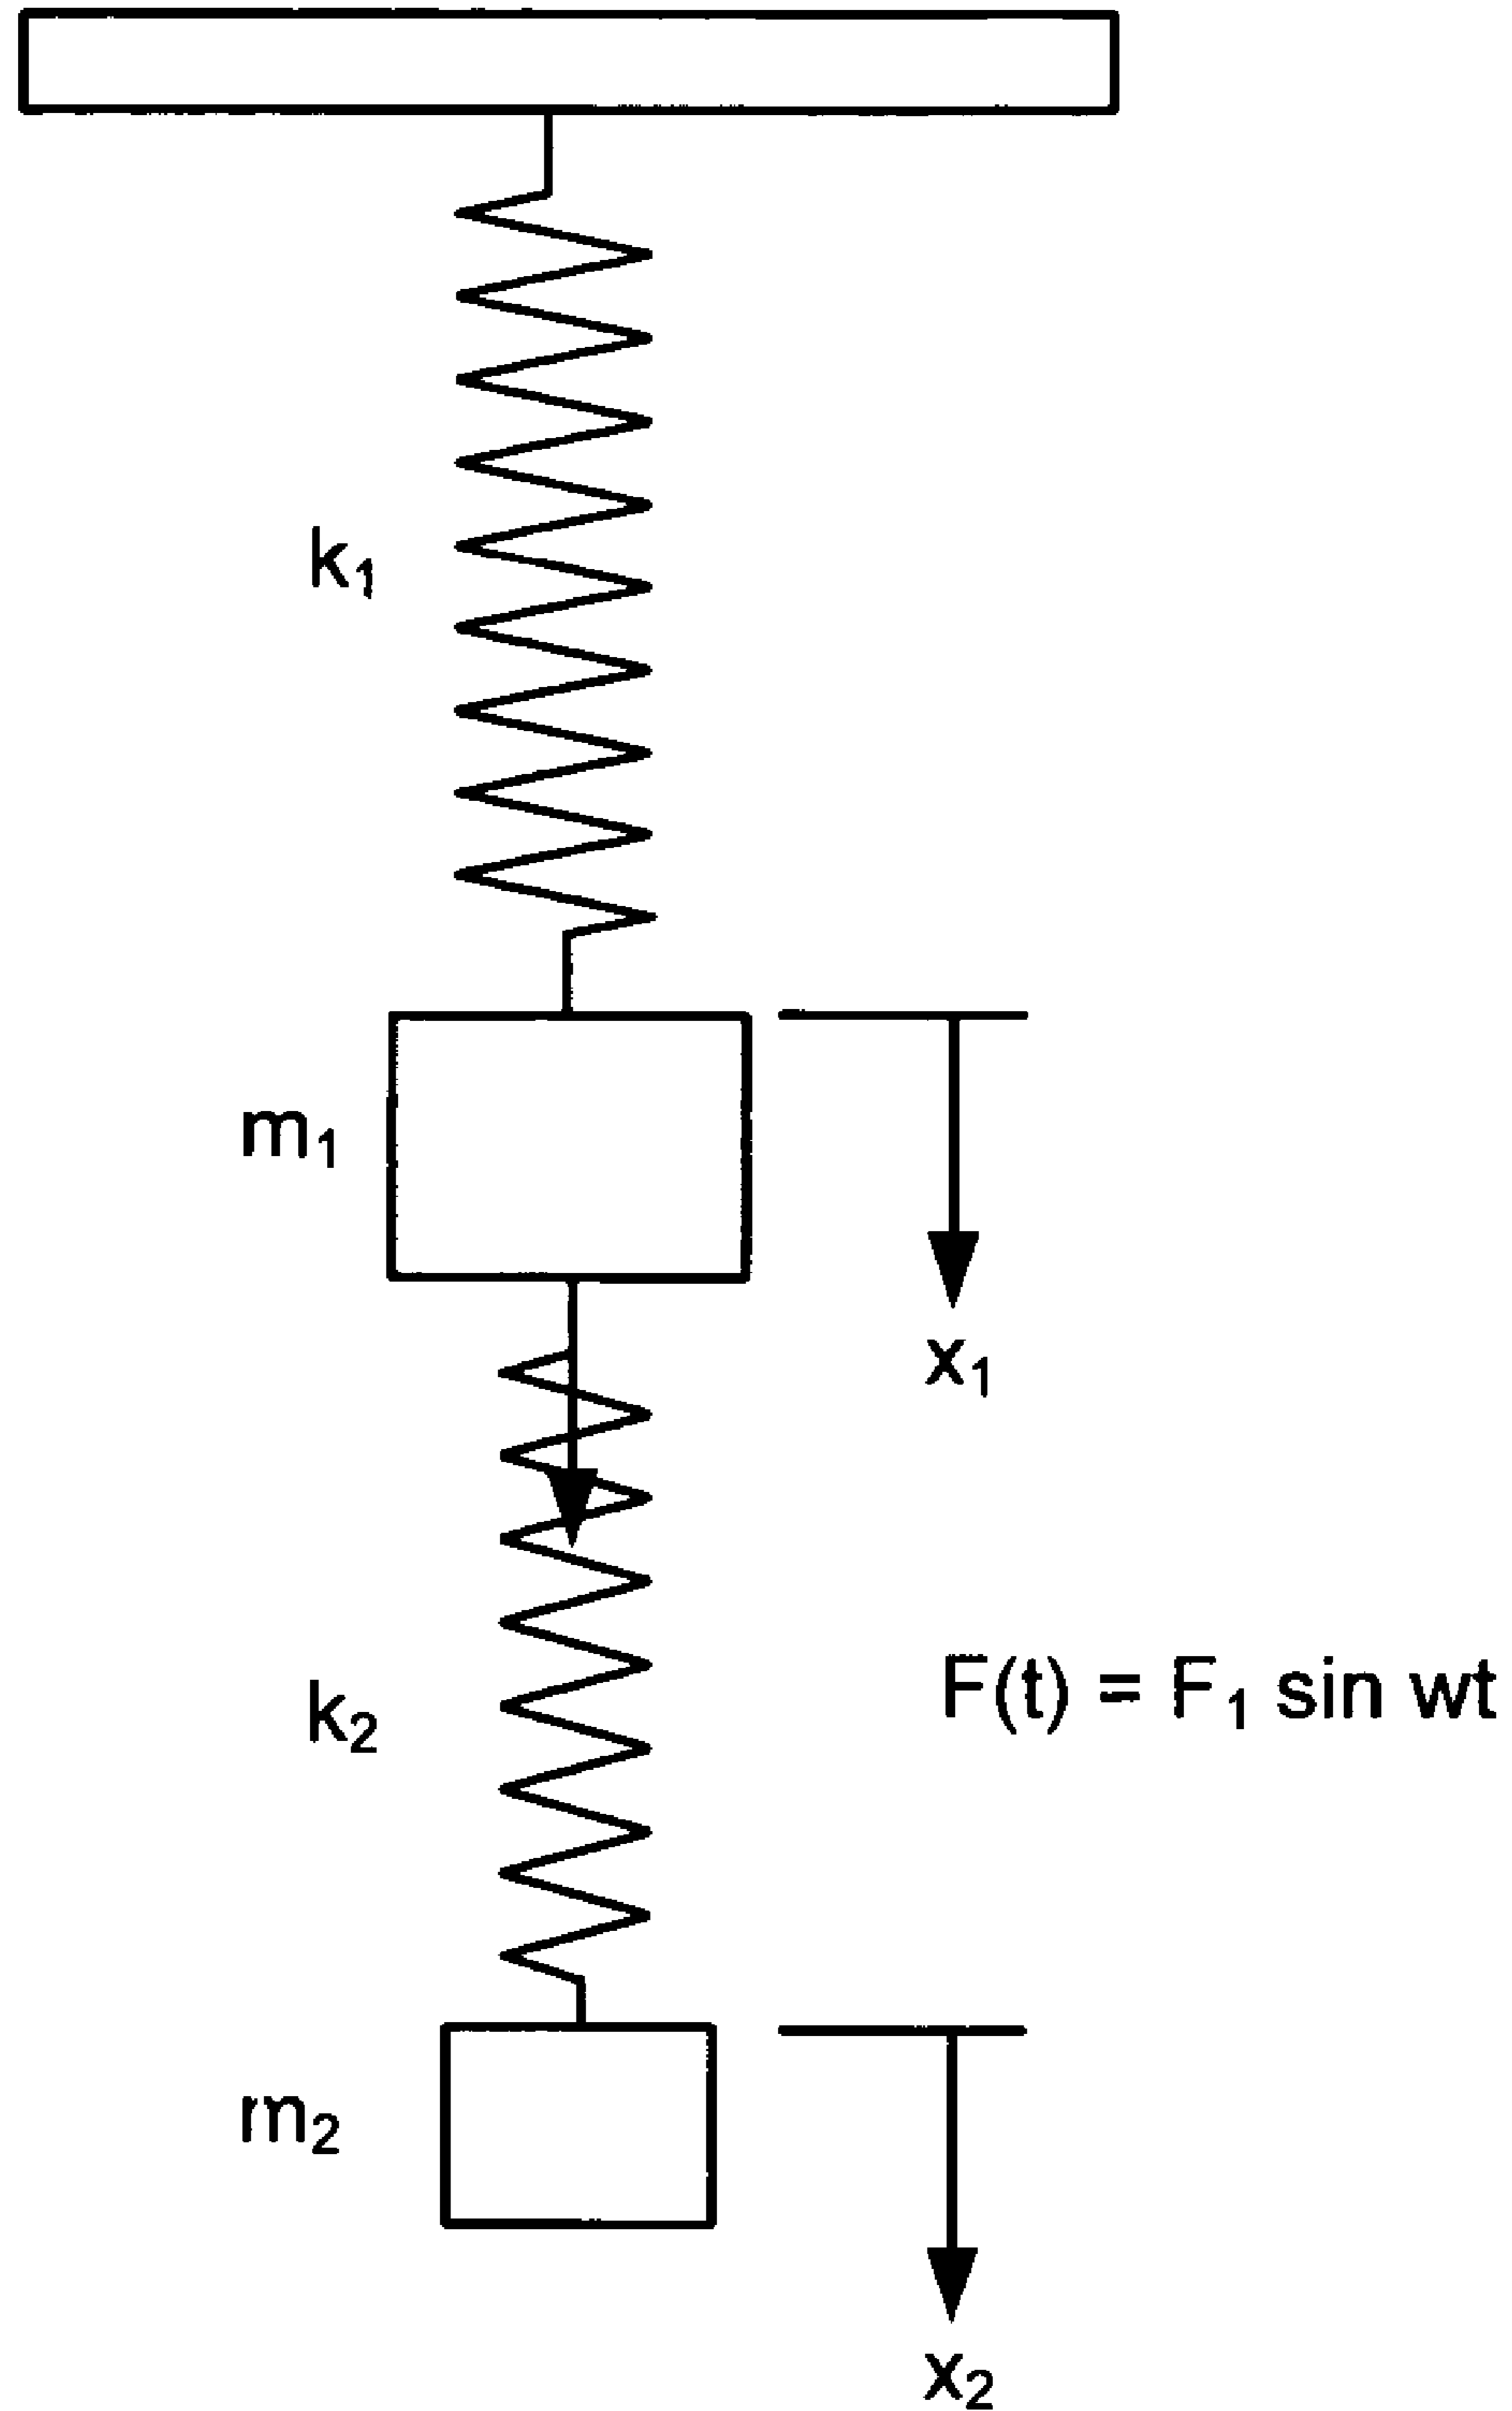 k₁
m₁
x₁
F(t) = F₁ sin wt
k₂
m₂
x₂